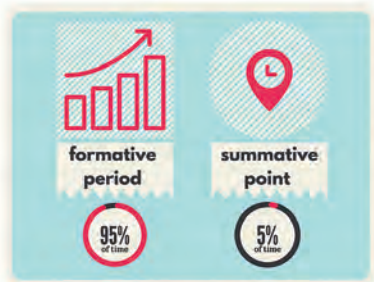 formative
period
95%
of time
summative
point
5%
of time